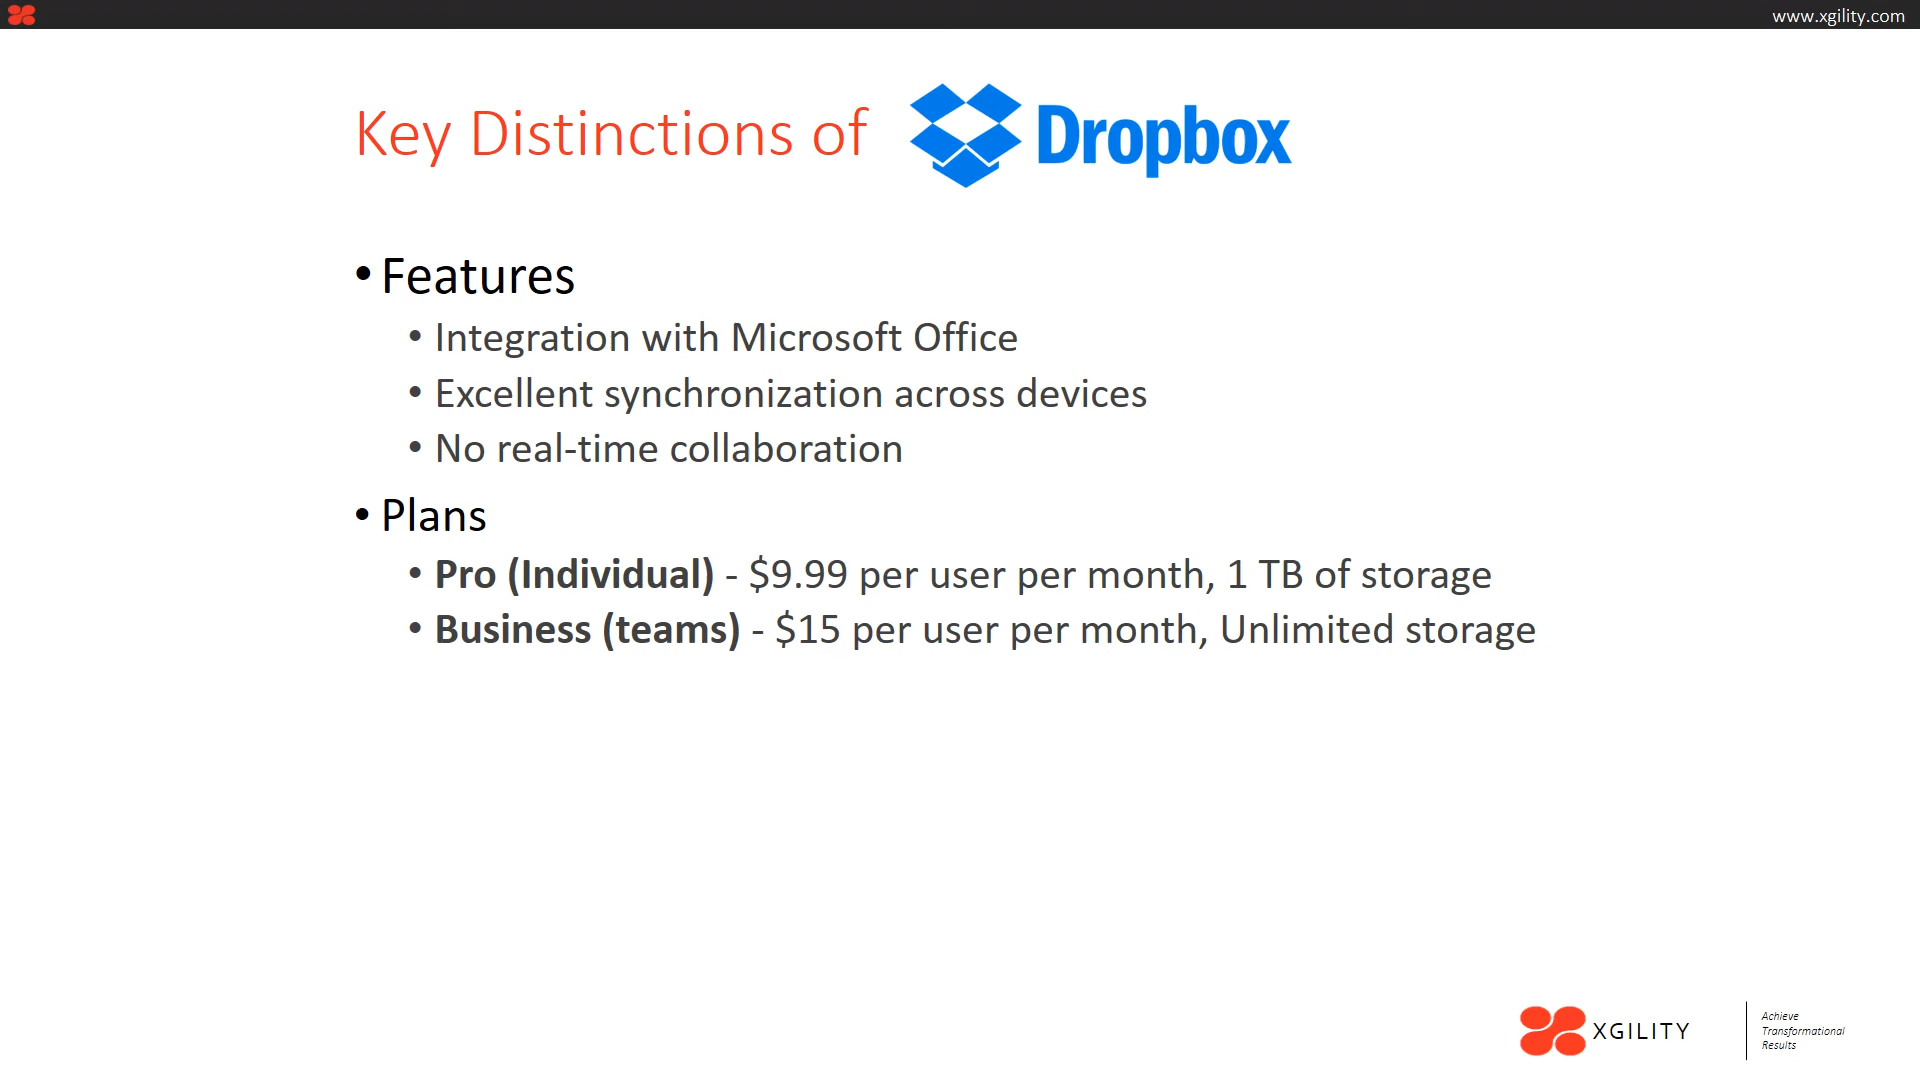 www.xgility.com
Key Distinctions of Dropbox
• Features
• Integration with Microsoft Office
• Excellent synchronization across devices
• No real-time collaboration
• Plans
• Pro (Individual) - $9.99 per user per month, 1 TB of storage
• Business (teams) - $15 per user per month, Unlimited storage
XGILITY
Achieve
Transformational
Results